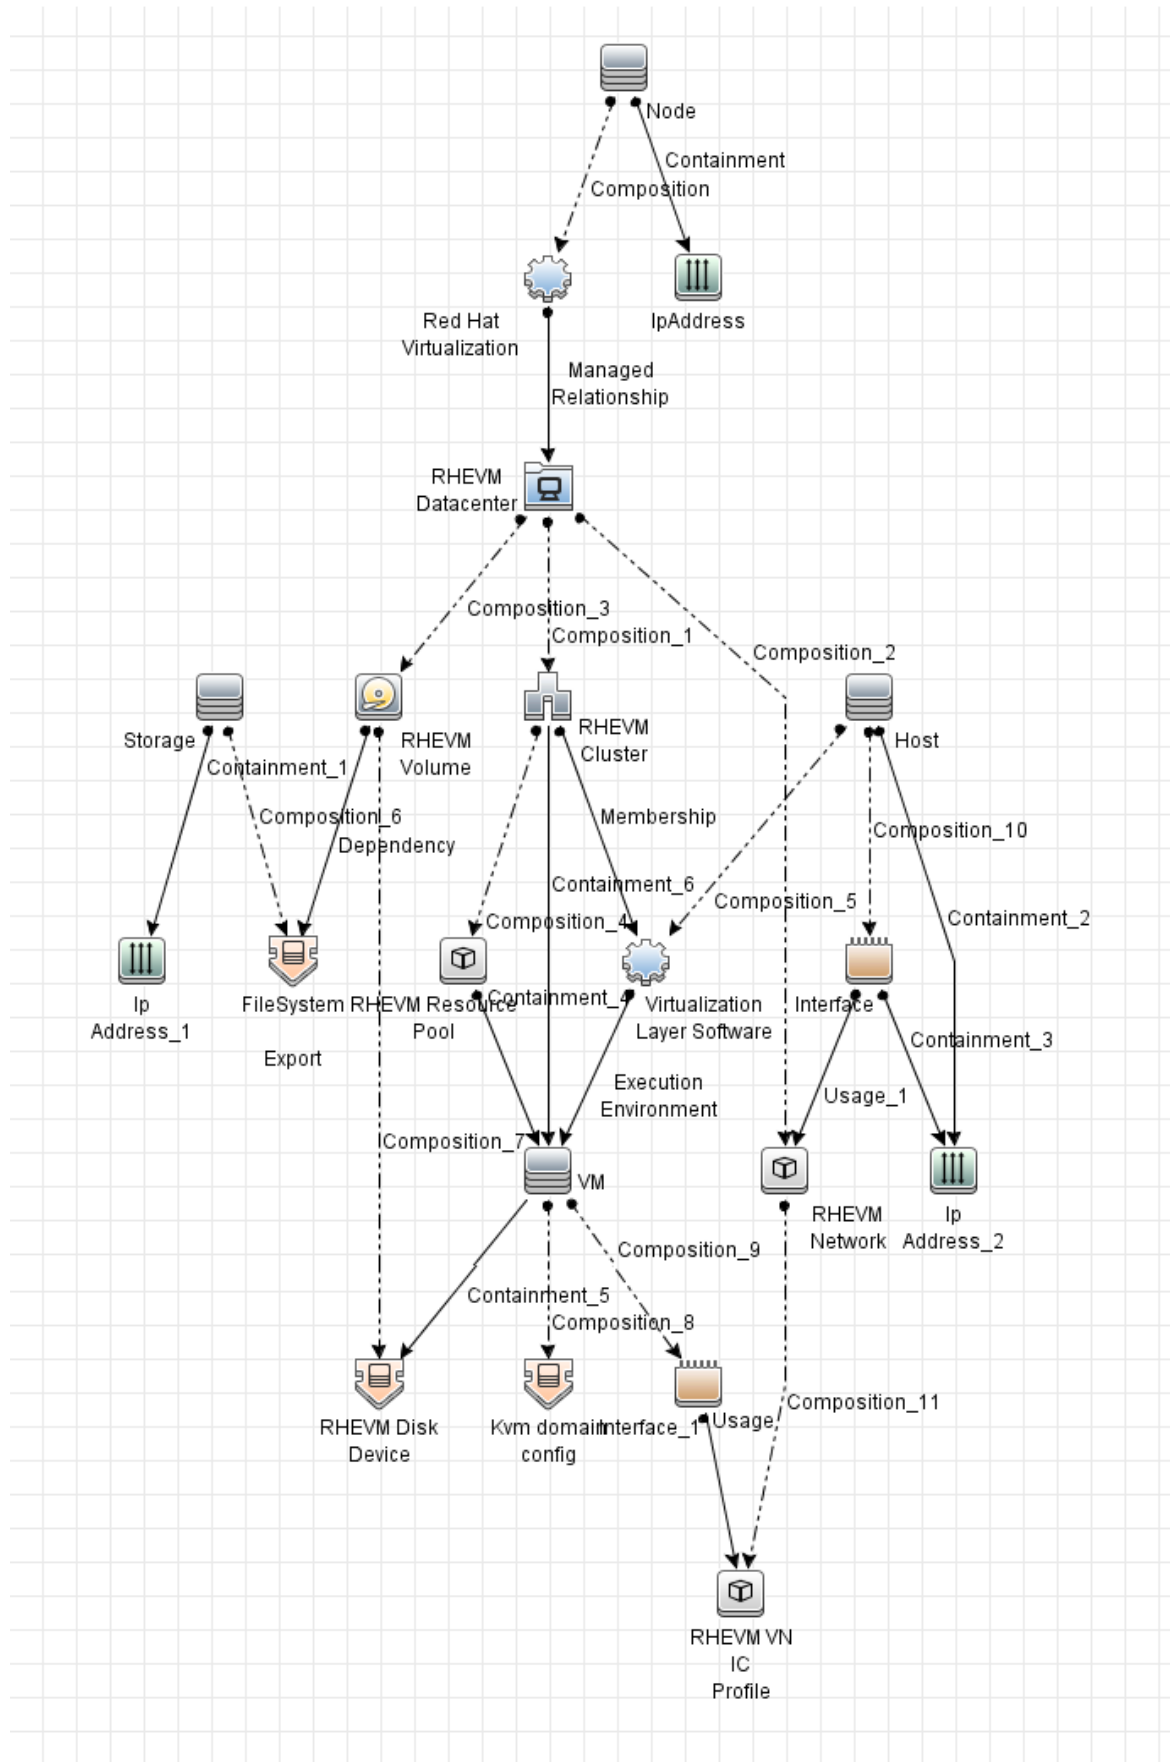 Node
Containment
Composition
Red Hat
Virtualization
IpAddress
Managed
Relationship
RHEVM
Datacenter
Composition_3
Composition_1
Composition_2
Storage
RHEVM
Volume
RHEVM
Cluster
Host
Containment_1
Composition_6
Dependency
Membership
Composition_10
Containment_6
Composition_5
Composition_4
Containment_2
Ip
Address_1
FileSystem
Export
RHEVM Resource
Pool
Containment_4
Virtualization
Layer Software
Interface
Containment_3
Execution
Environment
Usage_1
Composition_7
VM
RHEVM
Network
Ip
Address_2
Composition_9
Containment_5
Composition_8
RHEVM Disk
Device
Kvm domain
config
Interface_1
Usage
Composition_11
RHEVM VN
IC
Profile